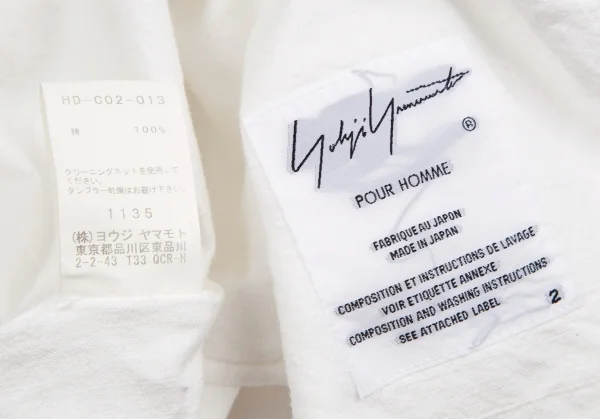 HD-C02-013
綿 100%
クリーニングネットを使用して
ください。
タンブラー乾燥はお避け下さい。
1135
(株)ヨウジ ヤマモト
東京都品川区東品川
2-2-43 T33 QCR-H
Yohji Yamamoto
®
POUR HOMME
FABRIQUE AU JAPON
MADE IN JAPAN
COMPOSITION ET INSTRUCTIONS DE LAVAGE
VOIR ETIQUETTE ANNEXE
COMPOSITION AND WASHING INSTRUCTIONS
SEE ATTACHED LABEL
2